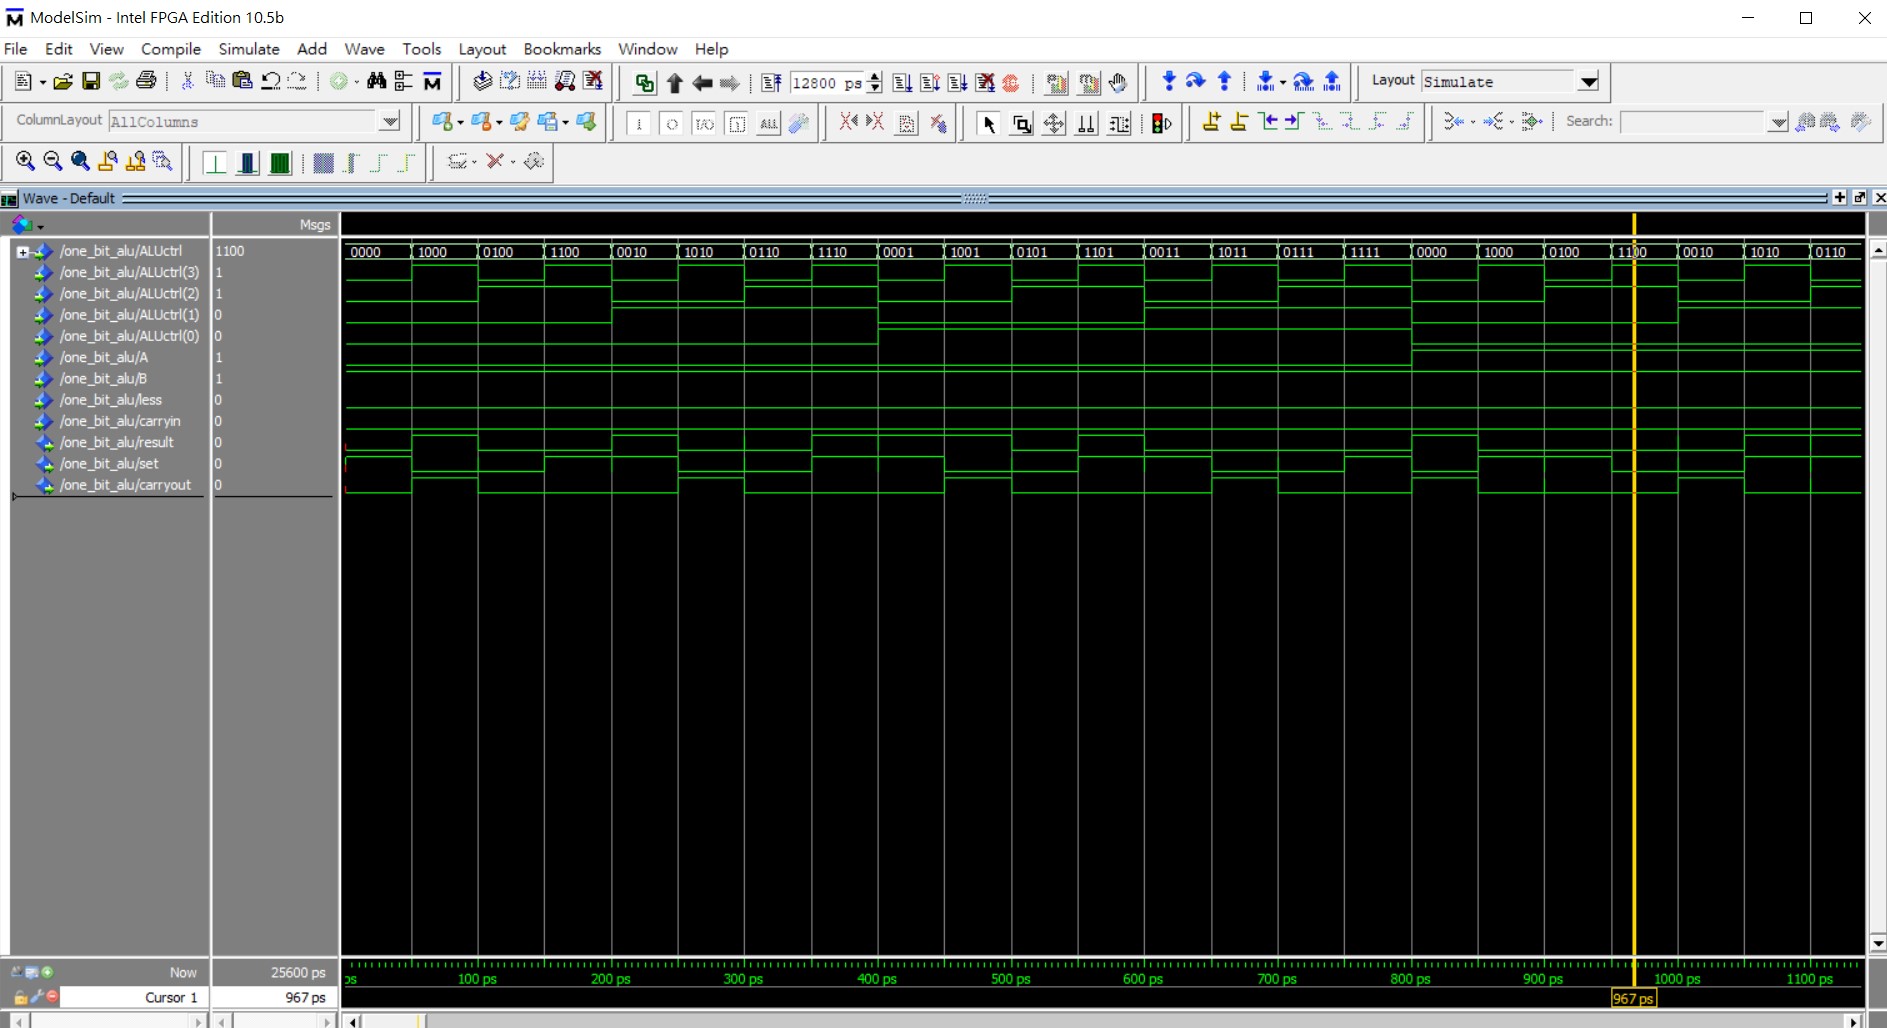 ModelSim - Intel FPGA Edition 10.5b
File Edit View Compile Simulate Add Wave Tools Layout Bookmarks Window Help
12800 ps Layout Simulate
ColumnLayout AllColumns ALL Search:
Wave - Default
Msgs
/one_bit_alu/ALUctrl 1100 0000 1000 0100 1100 0010 1010 0110 1110 0001 1001 0101 1101 0011 1011 0111 1111 0000 1000 0100 1100 0010 1010 0110
/one_bit_alu/ALUctrl(3) 1
/one_bit_alu/ALUctrl(2) 1
/one_bit_alu/ALUctrl(1) 0
/one_bit_alu/ALUctrl(0) 0
/one_bit_alu/A 1
/one_bit_alu/B 1
/one_bit_alu/less 0
/one_bit_alu/carryin 0
/one_bit_alu/result 0
/one_bit_alu/set 0
/one_bit_alu/carryout 0
Now 25600 ps ps 100 ps 200 ps 300 ps 400 ps 500 ps 600 ps 700 ps 800 ps 900 ps 1000 ps 1100 ps
Cursor 1 967 ps 967 ps